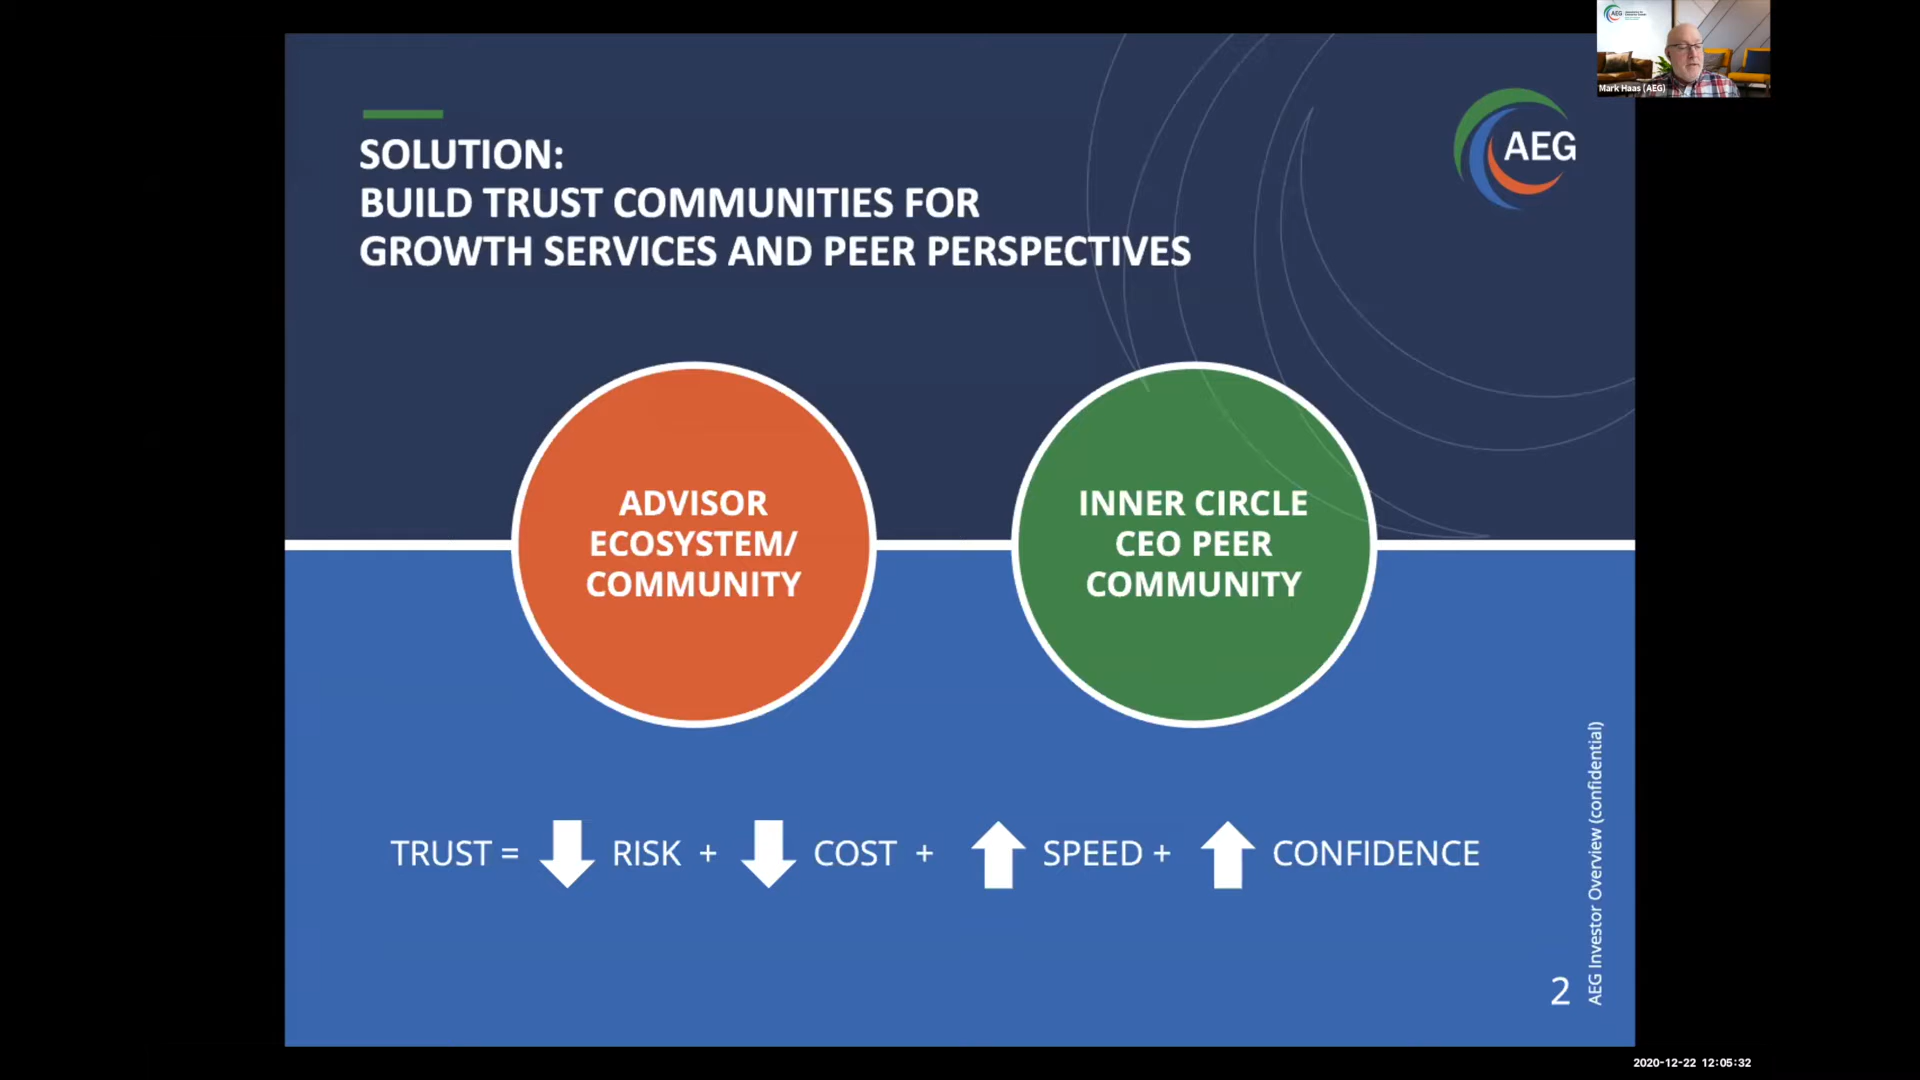 SOLUTION:
BUILD TRUST COMMUNITIES FOR
GROWTH SERVICES AND PEER PERSPECTIVES
AEG
AEG
Mark Haas (AEG)
ADVISOR
ECOSYSTEM/
COMMUNITY
INNER CIRCLE
CEO PEER
COMMUNITY
TRUST = RISK + COST + SPEED + CONFIDENCE
AEG Investor Overview (confidential)
2
2020-12-22 12:05:32